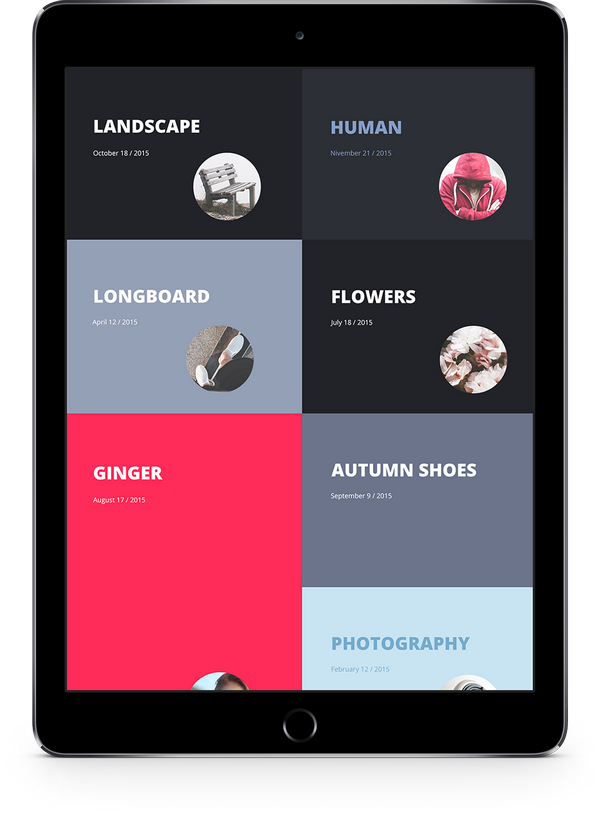 LANDSCAPE
October 18 / 2015
HUMAN
Nivember 21 / 2015
LONGBOARD
April 12 / 2015
FLOWERS
July 18 / 2015
GINGER
August 17 / 2015
AUTUMN SHOES
September 9 / 2015
PHOTOGRAPHY
February 12 / 2015